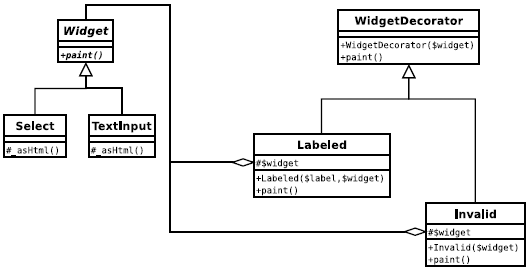 Widget
+paint()
WidgetDecorator
+WidgetDecorator($widget)
+paint()
Select
#_asHtml()
TextInput
#_asHtml()
Labeled
#$widget
+Labeled($label,$widget)
+paint()
Invalid
#$widget
+Invalid($widget)
+paint()